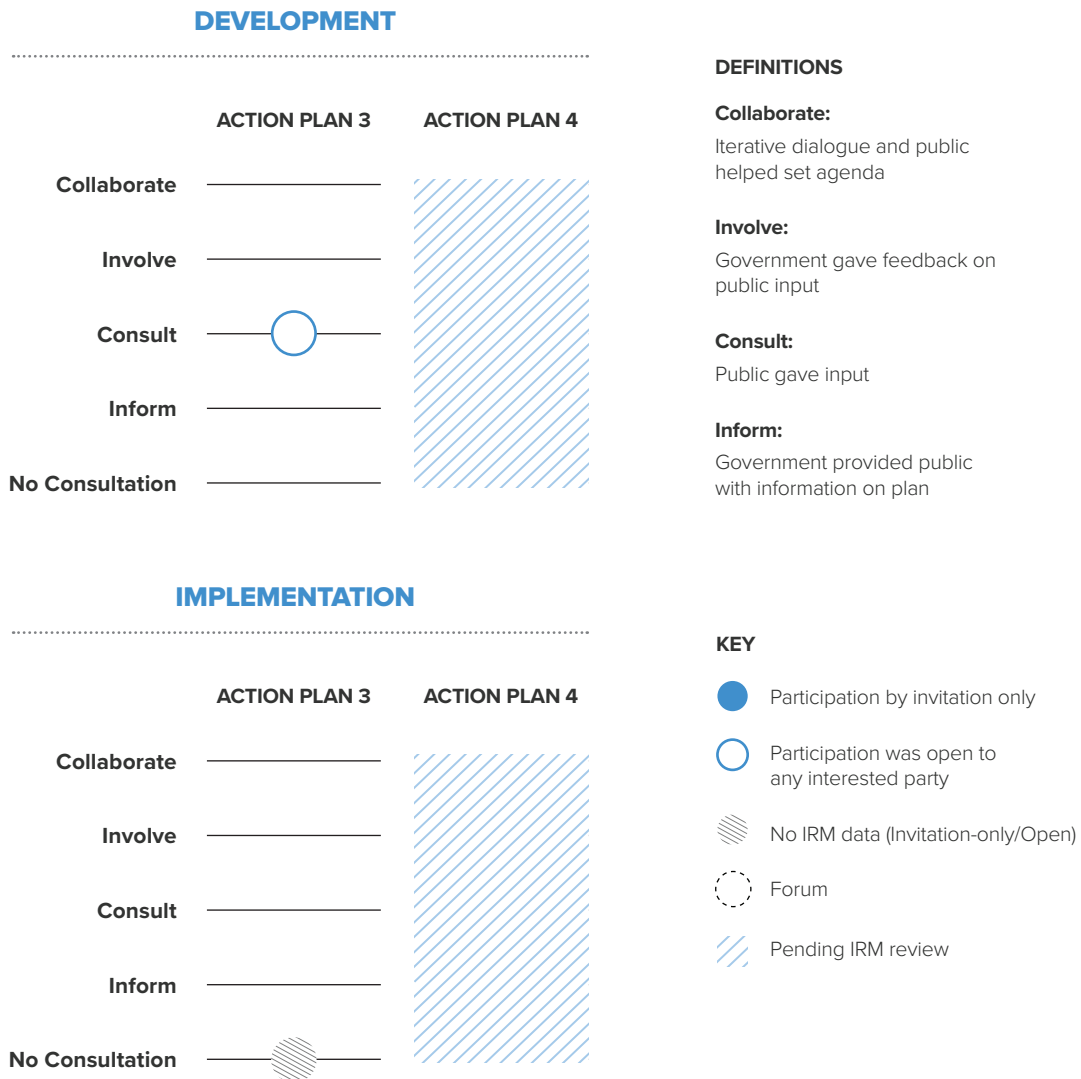 DEVELOPMENT
ACTION PLAN 3
ACTION PLAN 4
Collaborate
Involve
Consult
Inform
No Consultation
DEFINITIONS
Collaborate:
Iterative dialogue and public
helped set agenda
Involve:
Government gave feedback on
public input
Consult:
Public gave input
Inform:
Government provided public
with information on plan
IMPLEMENTATION
ACTION PLAN 3
ACTION PLAN 4
Collaborate
Involve
Consult
Inform
No Consultation
KEY
Participation by invitation only
Participation was open to
any interested party
No IRM data (Invitation-only/Open)
Forum
Pending IRM review